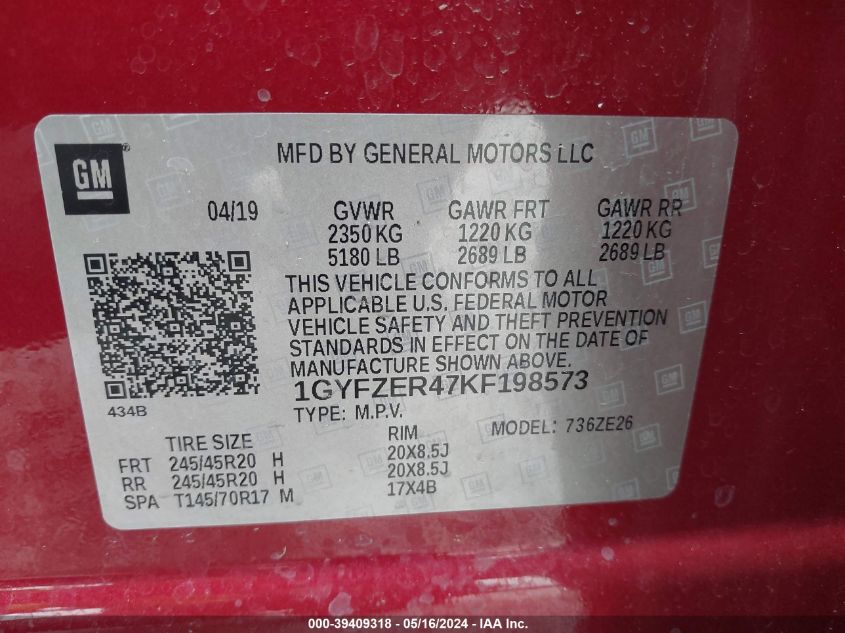 GM
MFD BY GENERAL MOTORS LLC
04/19 GVWR GAWR FRT GAWR RR
2350 KG 1220 KG 1220 KG
5180 LB 2689 LB 2689 LB
THIS VEHICLE CONFORMS TO ALL
APPLICABLE U.S. FEDERAL MOTOR
VEHICLE SAFETY AND THEFT PREVENTION
STANDARDS IN EFFECT ON THE DATE OF
MANUFACTURE SHOWN ABOVE.
434B
1GYFZER47KF198573
TYPE: M.P.V. MODEL: 736ZE26
TIRE SIZE RIM
FRT 245/45R20 H 20X8.5J
RR 245/45R20 H 20X8.5J
SPA T145/70R17 M 17X4B
000-39409318 - 05/16/2024 - IAA Inc.